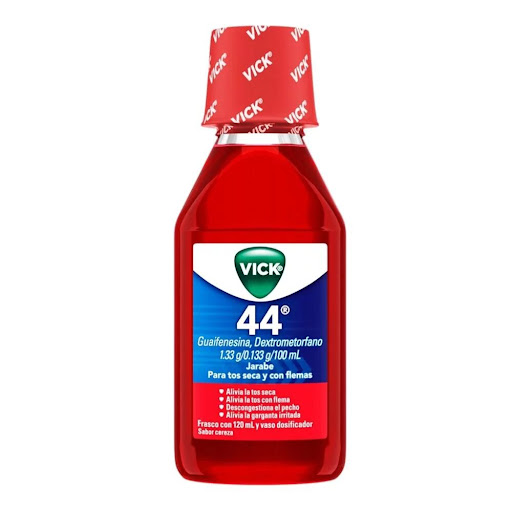 VICK®
VICK®
VICK®
VICK®
VICK®
44®
Guaifenesina, Dextrometorfano
1.33 g/0.133 g/100 mL
Jarabe
Para tos seca y con flemas
Alivia la tos seca
Alivia la tos con flema
Descongestiona el pecho
Alivia la garganta irritada
Frasco con 120 mL y vaso dosificador
Sabor cereza